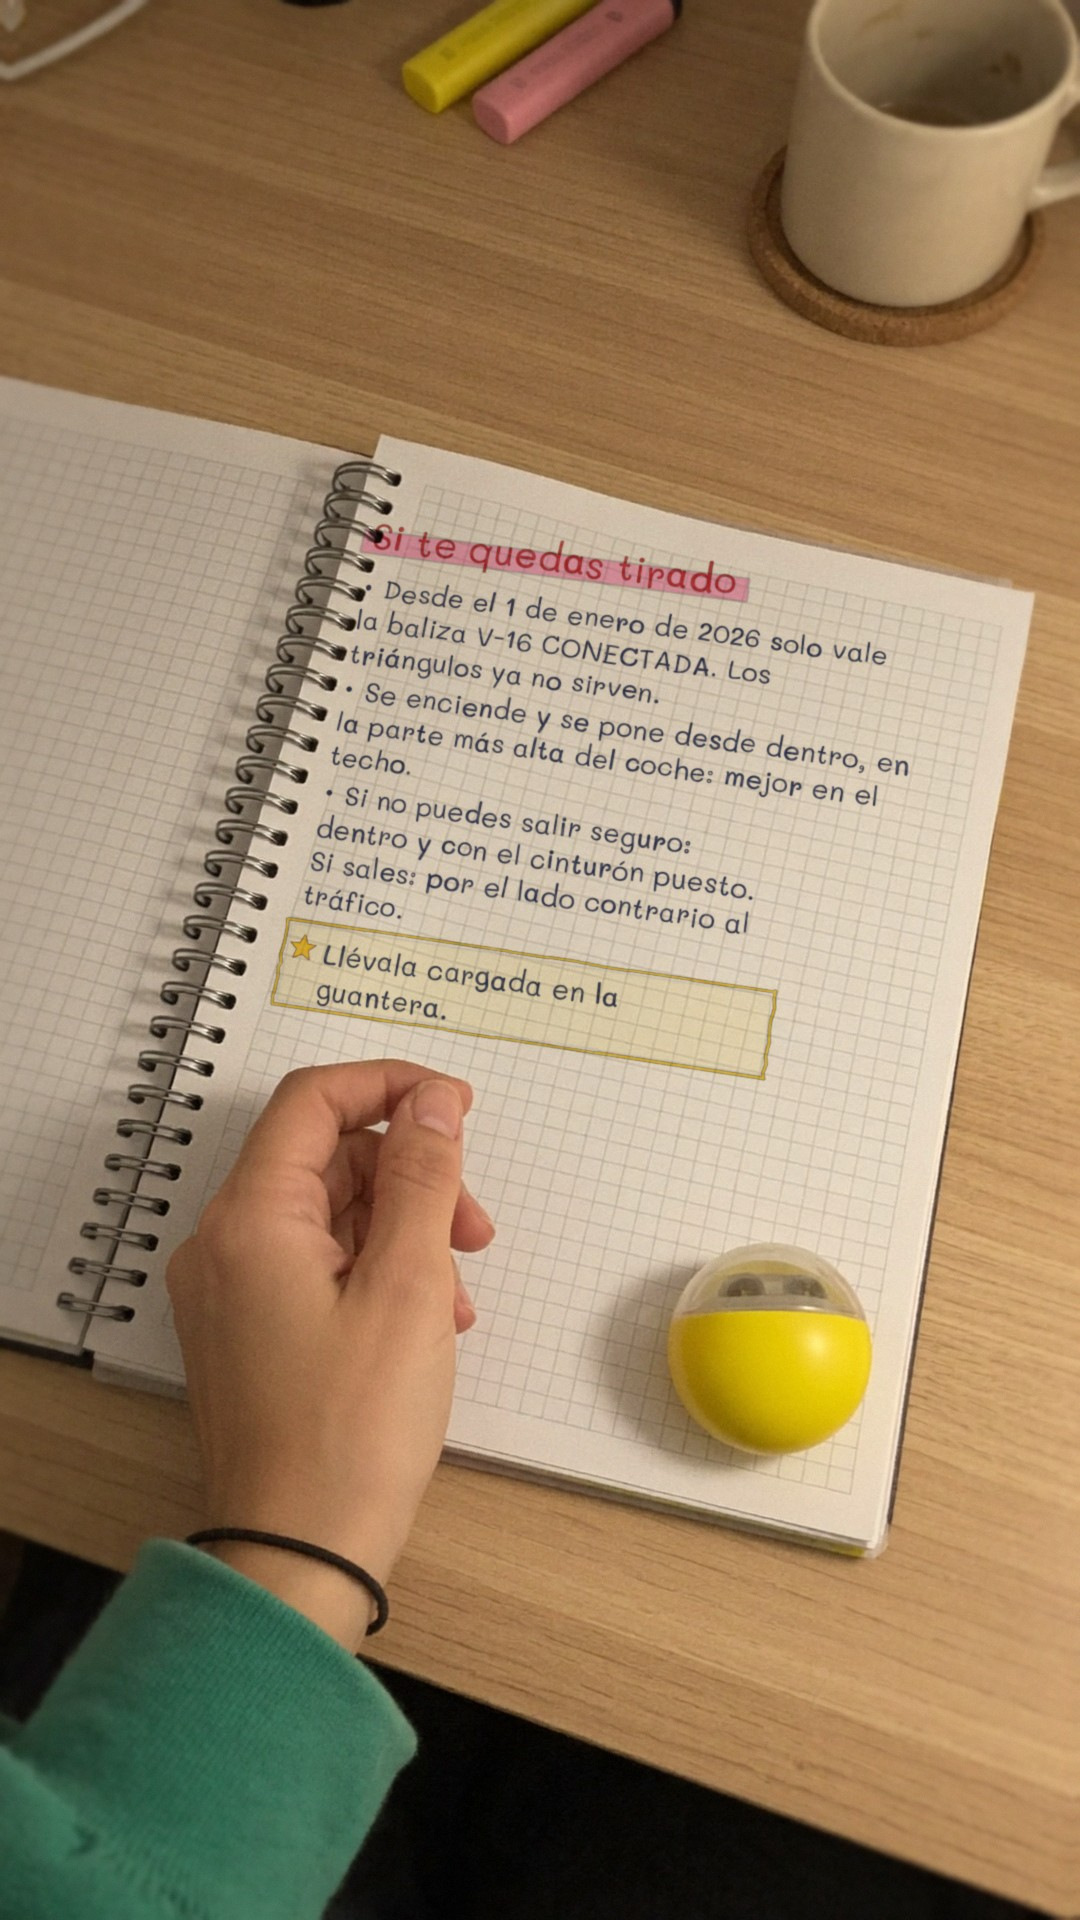 Si te quedas tirado
• Desde el 1 de enero de 2026 solo vale
la baliza V-16 CONECTADA. Los
triángulos ya no sirven.
• Se enciende y se pone desde dentro, en
la parte más alta del coche: mejor en el
techo.
• Si no puedes salir seguro:
dentro y con el cinturón puesto.
Si sales: por el lado contrario al
tráfico.
Llévala cargada en la
guantera.